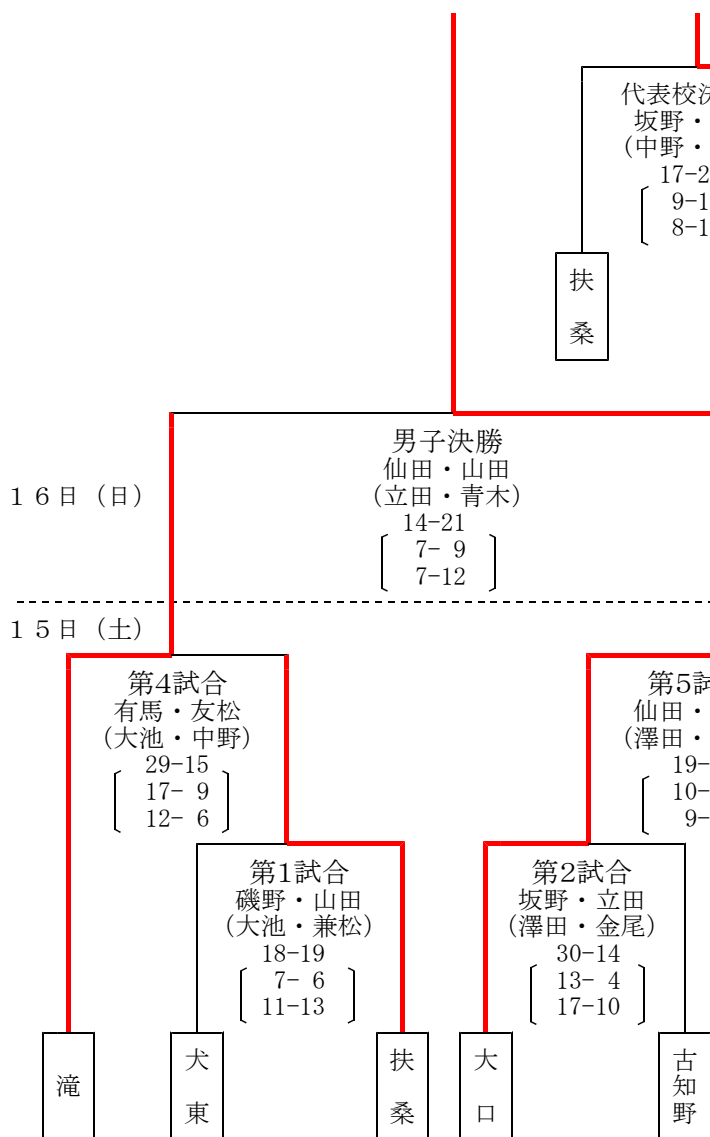 代表校決
坂野・
(中野・
17-2
9-1
8-1
扶桑
男子決勝
仙田・山田
(立田・青木)
14-21
7- 9
7-12
16日(日)
15日(土)
第4試合
有馬・友松
(大池・中野)
29-15
17- 9
12- 6
第5試
仙田・
(澤田・
19-
10-
9-
第1試合
磯野・山田
(大池・兼松)
18-19
7- 6
11-13
第2試合
坂野・立田
(澤田・金尾)
30-14
13- 4
17-10
滝
犬東
扶桑
大口
古知野